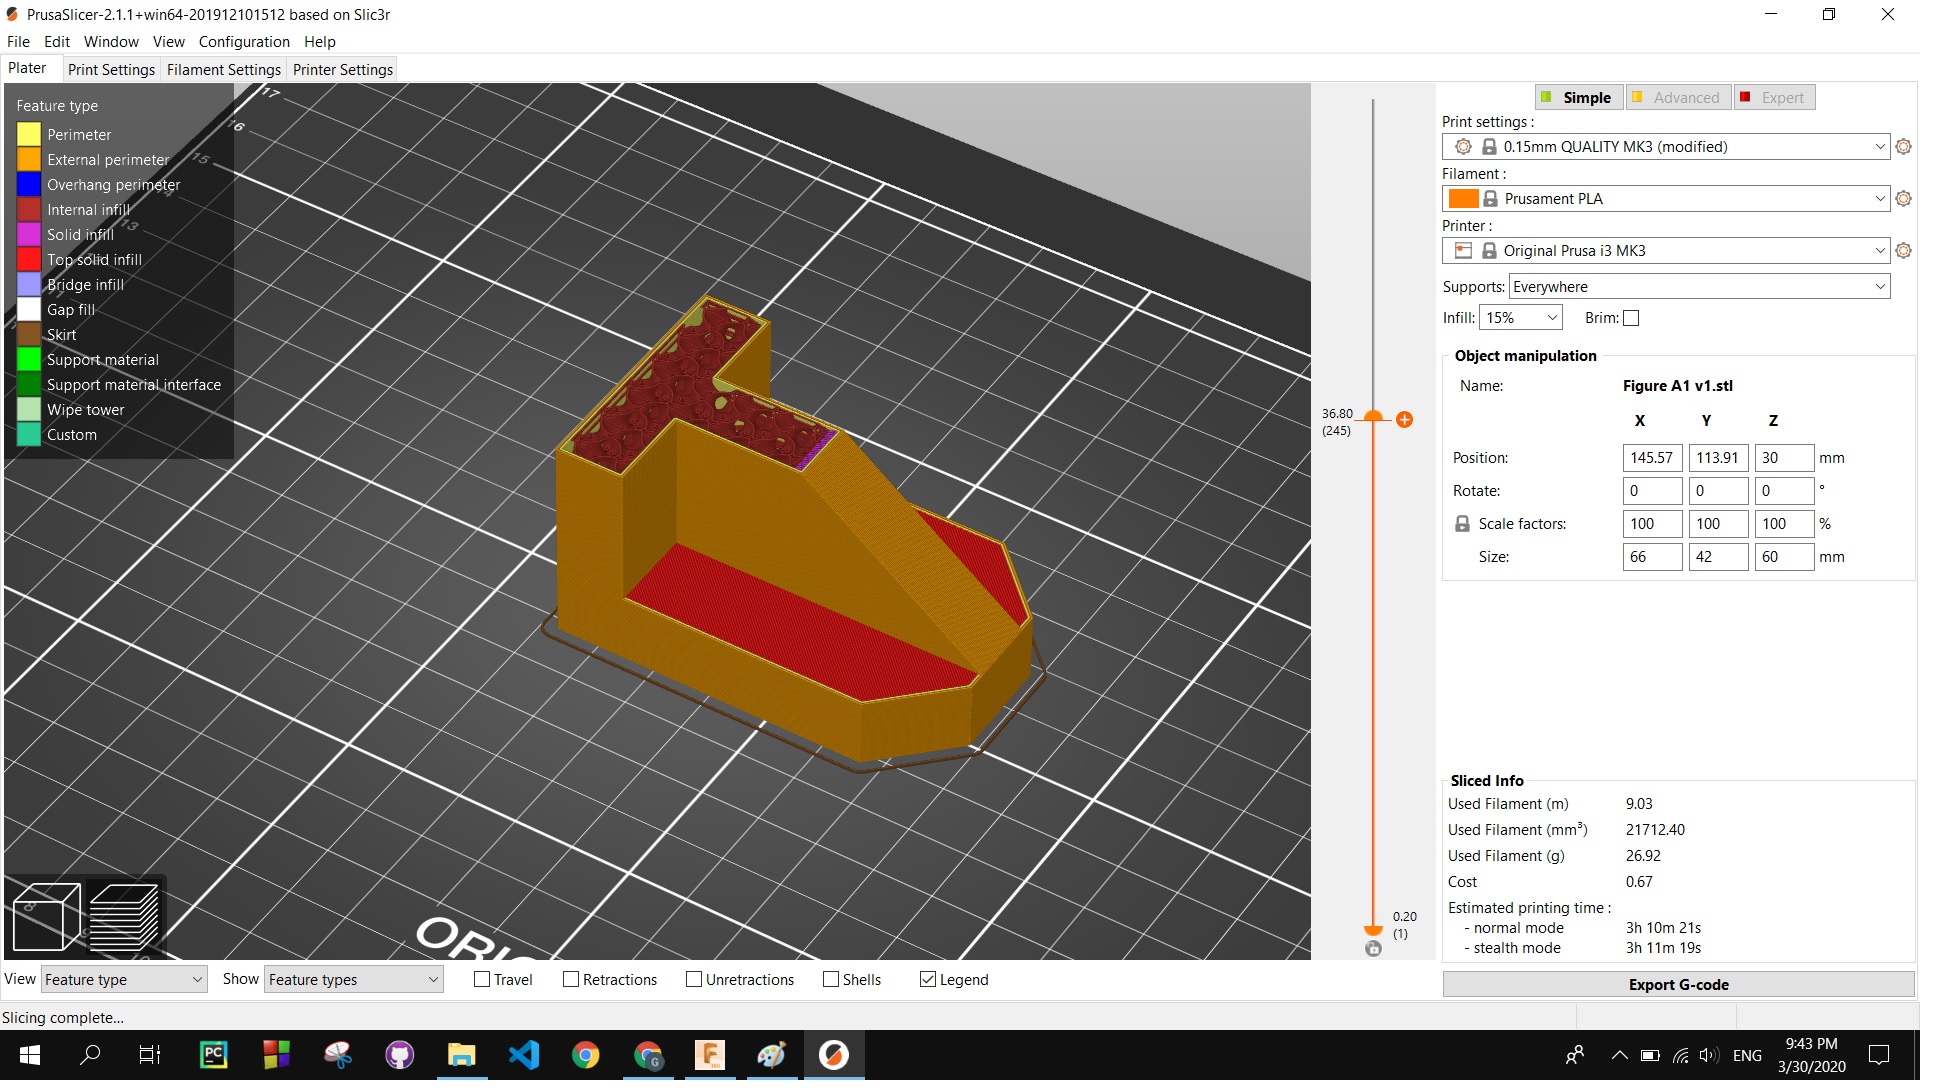 PrusaSlicer-2.1.1+win64-201912101512 based on Slic3r
File Edit Window View Configuration Help
Plater Print Settings Filament Settings Printer Settings
Feature type
Perimeter
External perimeter
Overhang perimeter
Internal infill
Solid infill
Top solid infill
Bridge infill
Gap fill
Skirt
Support material
Support material interface
Wipe tower
Custom
17
16
15
13
8
10
ORIG
36.80
(245)
0.20
(1)
Simple Advanced Expert
Print settings :
0.15mm QUALITY MK3 (modified)
Filament :
Prusament PLA
Printer :
Original Prusa i3 MK3
Supports: Everywhere
Infill: 15% Brim:
Object manipulation
Name: Figure A1 v1.stl
X Y Z
Position: 145.57 113.91 30 mm
Rotate: 0 0 0 °
Scale factors: 100 100 100 %
Size: 66 42 60 mm
Sliced Info
Used Filament (m) 9.03
Used Filament (mm³) 21712.40
Used Filament (g) 26.92
Cost 0.67
Estimated printing time :
- normal mode 3h 10m 21s
- stealth mode 3h 11m 19s
Export G-code
View Feature type Show Feature types Travel Retractions Unretractions Shells Legend
Slicing complete...
PC
G
F
ENG
9:43 PM
3/30/2020